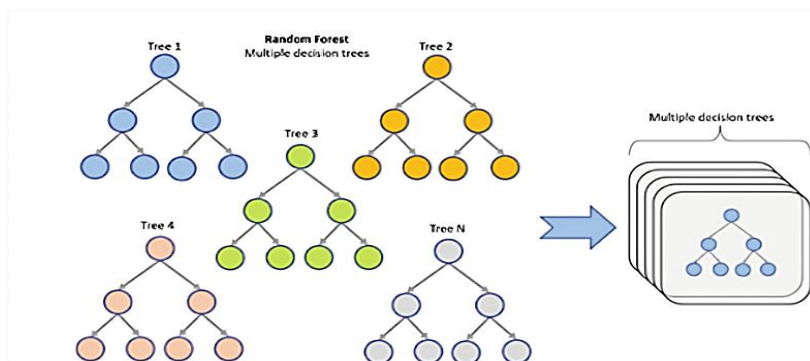 Random Forest
Multiple decision trees
Tree 1
Tree 2
Tree 3
Tree 4
Tree N
Multiple decision trees